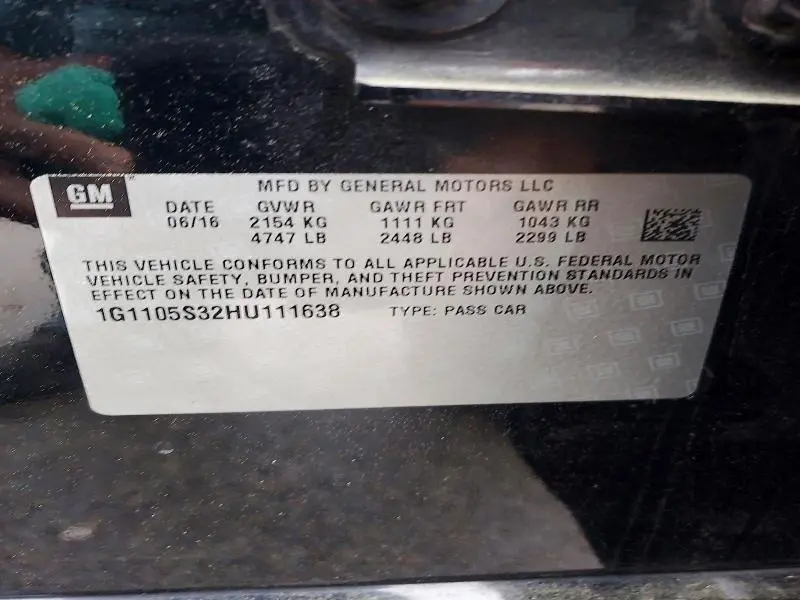 GM
MFD BY GENERAL MOTORS LLC
DATE GVWR GAWR FRT GAWR RR
06/16 2154 KG 1111 KG 1043 KG
4747 LB 2448 LB 2299 LB
THIS VEHICLE CONFORMS TO ALL APPLICABLE U.S. FEDERAL MOTOR
VEHICLE SAFETY, BUMPER, AND THEFT PREVENTION STANDARDS IN
EFFECT ON THE DATE OF MANUFACTURE SHOWN ABOVE.
1G1105S32HU111638 TYPE: PASS CAR